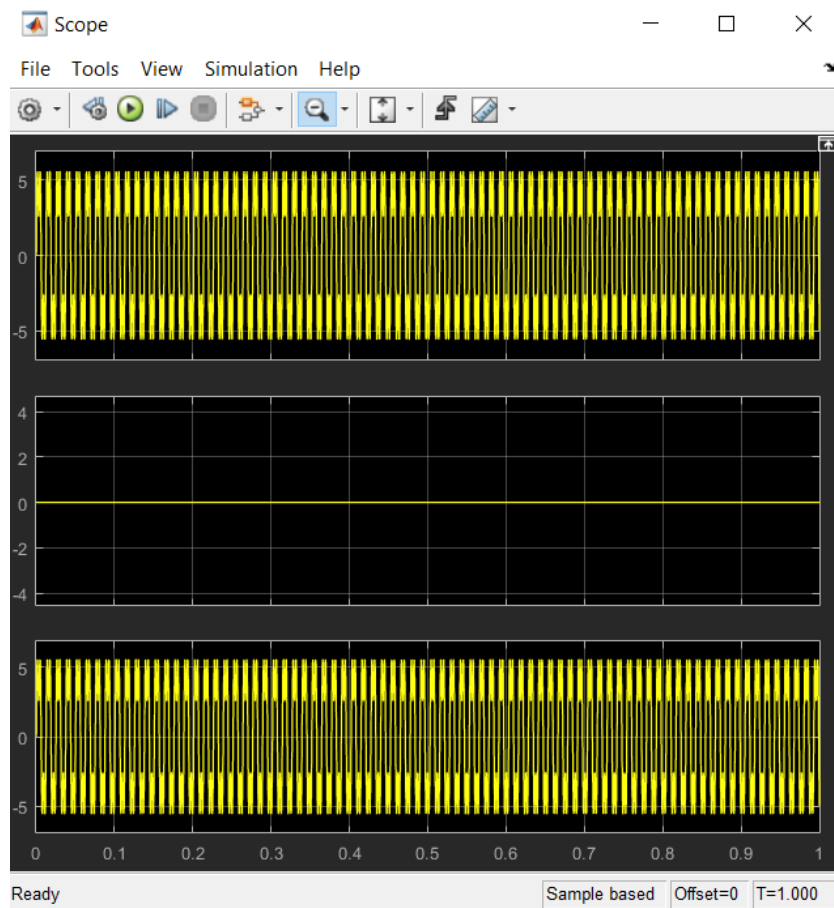 Scope
File Tools View Simulation Help
5
0
-5
4
2
0
-2
-4
5
0
-5
0 0.1 0.2 0.3 0.4 0.5 0.6 0.7 0.8 0.9 1
Ready Sample based Offset=0 T=1.000